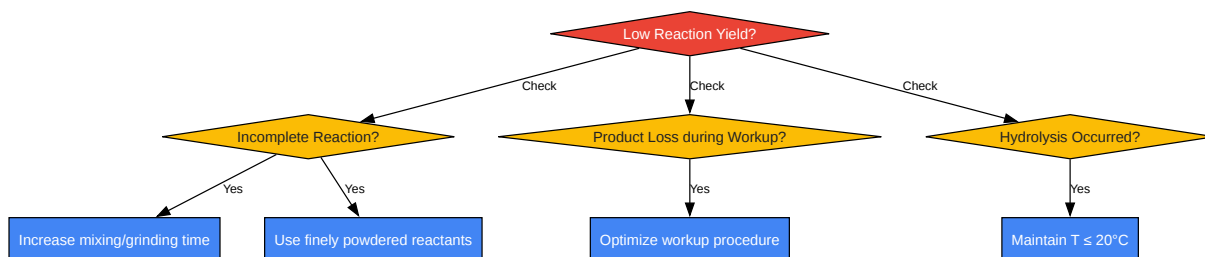 Low Reaction Yield?
Check
Check
Check
Incomplete Reaction?
Product Loss during Workup?
Hydrolysis Occurred?
Yes
Yes
Yes
Yes
Increase mixing/grinding time
Use finely powdered reactants
Optimize workup procedure
Maintain T ≤ 20°C